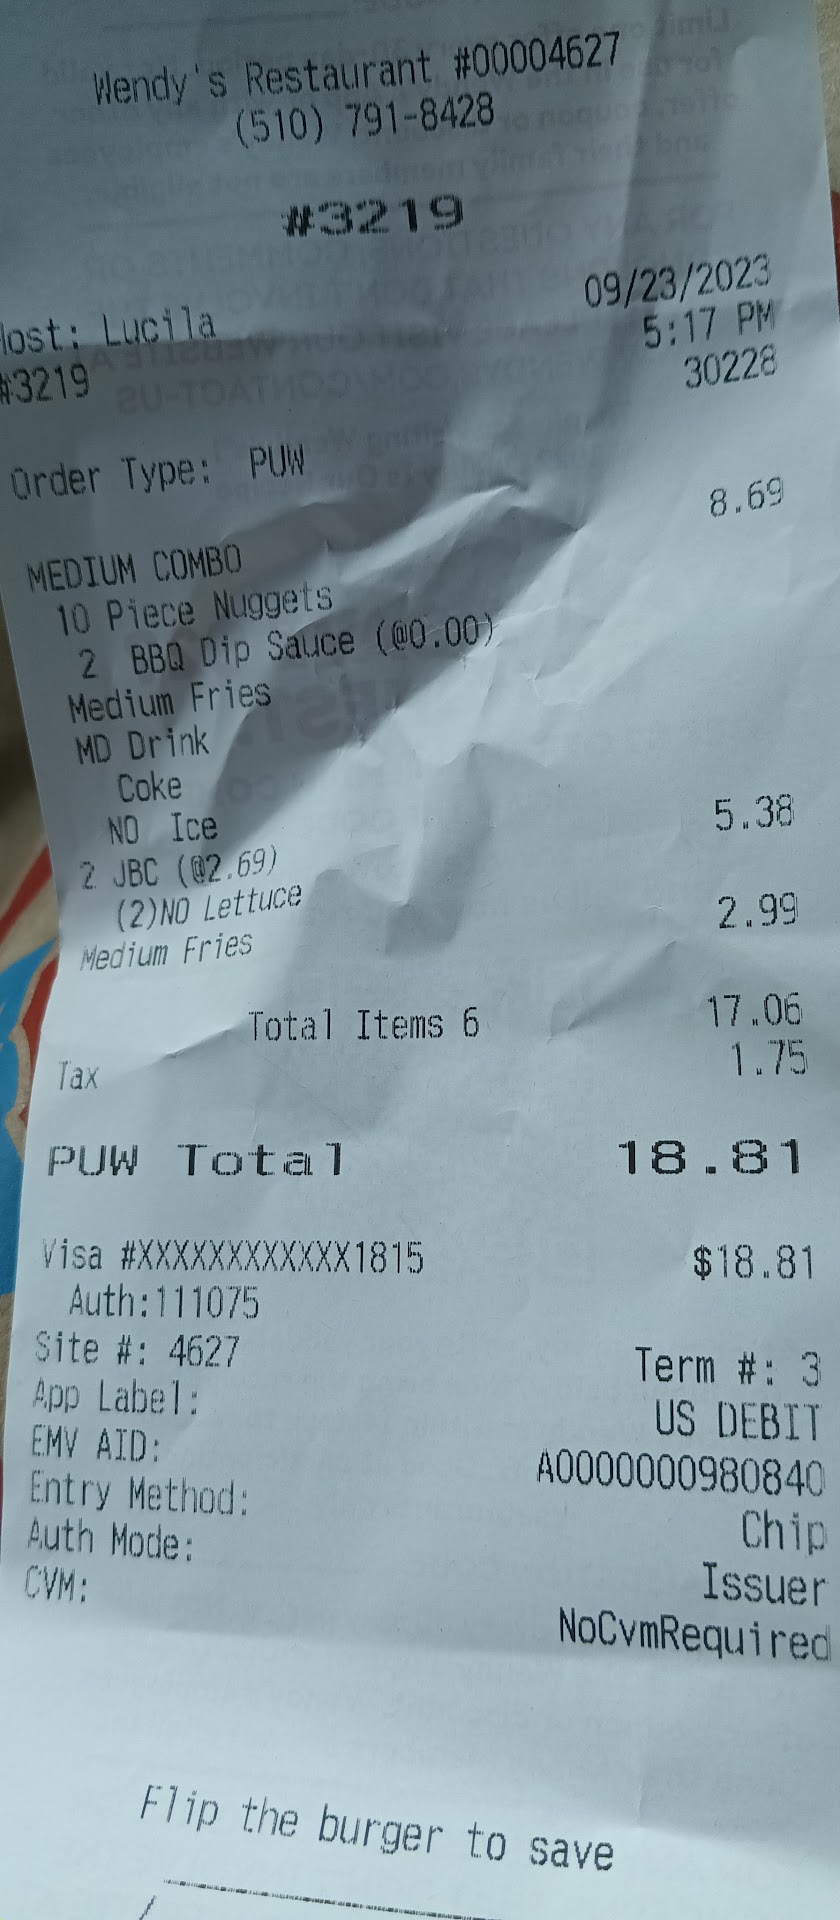 Wendy's Restaurant #00004627
(510) 791-8428
#3219
09/23/2023
Host: Lucila 5:17 PM
#3219 30228
Order Type: PUW
MEDIUM COMBO 8.69
10 Piece Nuggets
2 BBQ Dip Sauce (@0.00)
Medium Fries
MD Drink
Coke
NO Ice
2 JBC (@2.69) 5.38
(2)NO Lettuce
Medium Fries 2.99
Total Items 6 17.06
Tax 1.75
PUW Total 18.81
Visa #XXXXXXXXXXXX1815 $18.81
Auth:111075
Site #: 4627 Term #: 3
App Label: US DEBIT
EMV AID: A0000000980840
Entry Method: Chip
Auth Mode: Issuer
CVM: NoCvmRequired
Flip the burger to save